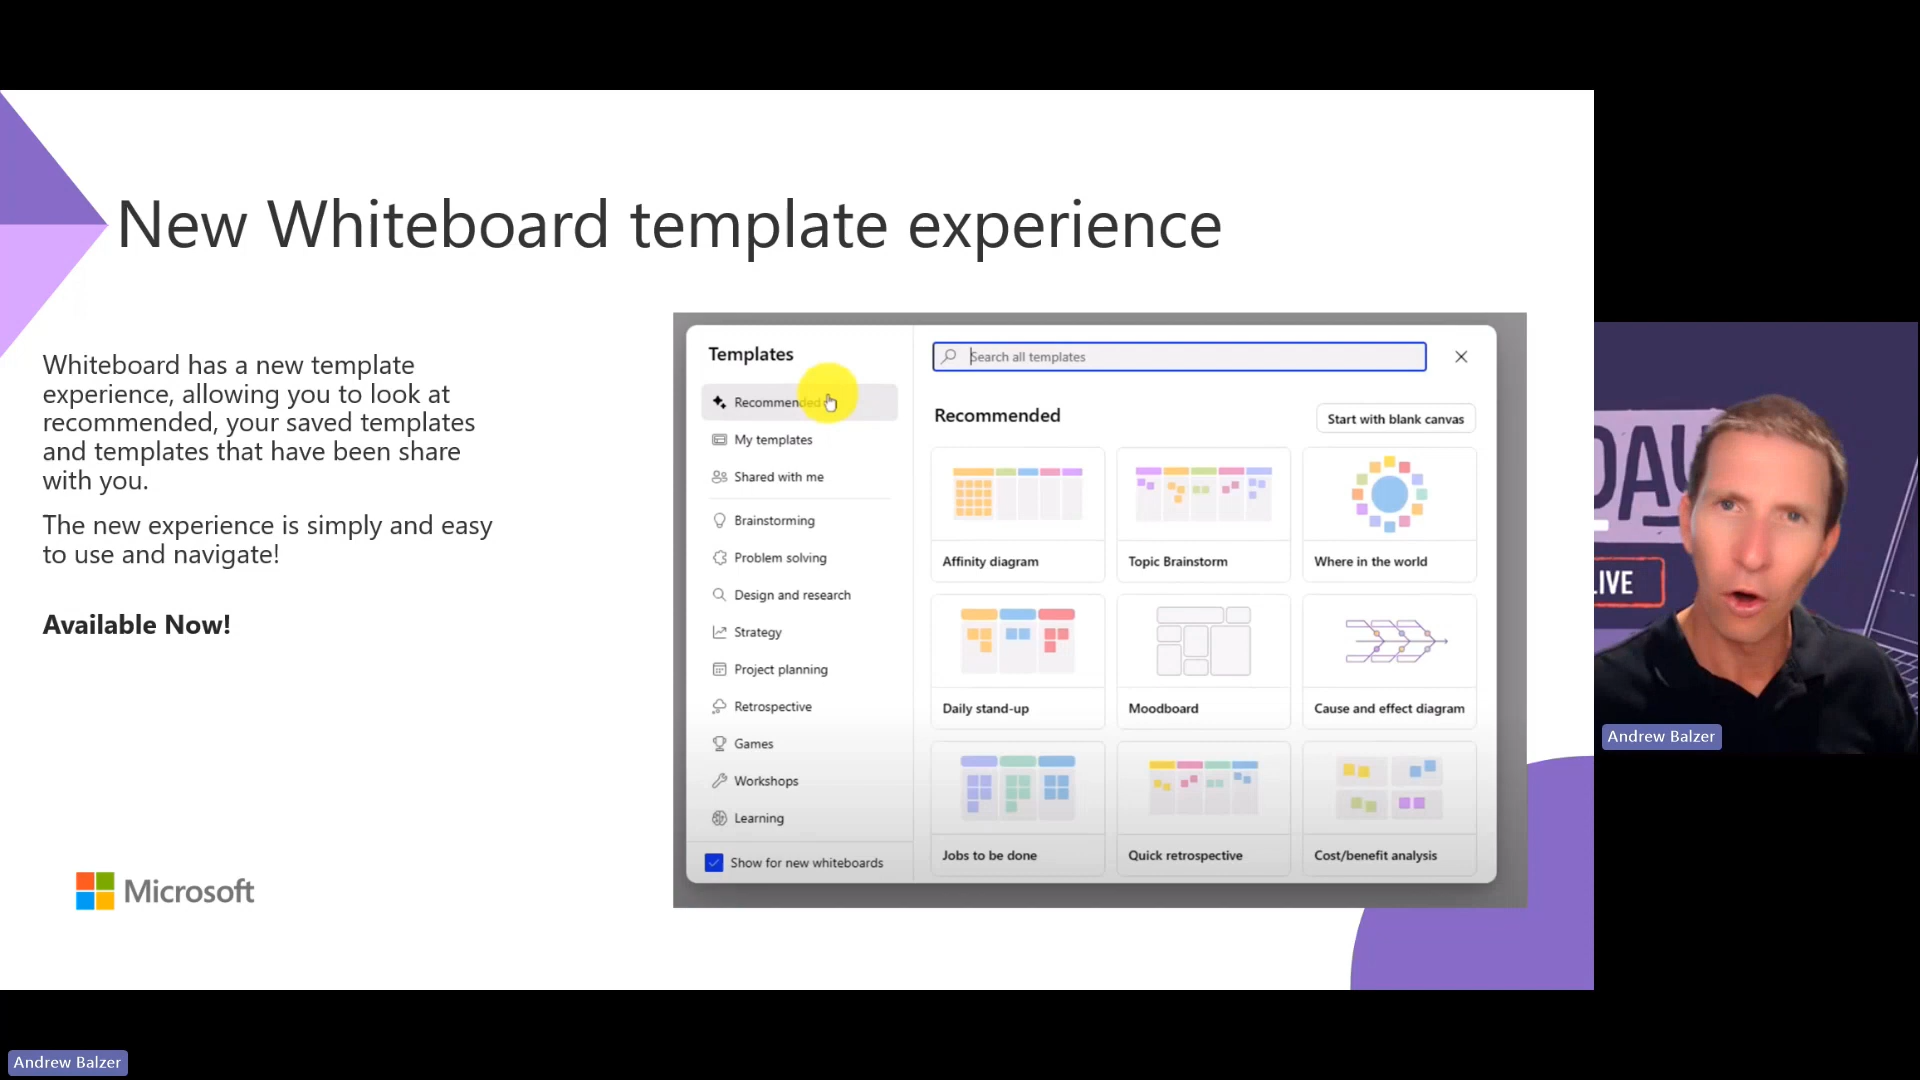 New Whiteboard template experience
Whiteboard has a new template
experience, allowing you to look at
recommended, your saved templates
and templates that have been share
with you.
The new experience is simply and easy
to use and navigate!
Available Now!
Microsoft
Templates
Recommended
My templates
Shared with me
Brainstorming
Problem solving
Design and research
Strategy
Project planning
Retrospective
Games
Workshops
Learning
Show for new whiteboards
Search all templates
Recommended
Start with blank canvas
Affinity diagram
Topic Brainstorm
Where in the world
Daily stand-up
Moodboard
Cause and effect diagram
Jobs to be done
Quick retrospective
Cost/benefit analysis
Andrew Balzer
Andrew Balzer